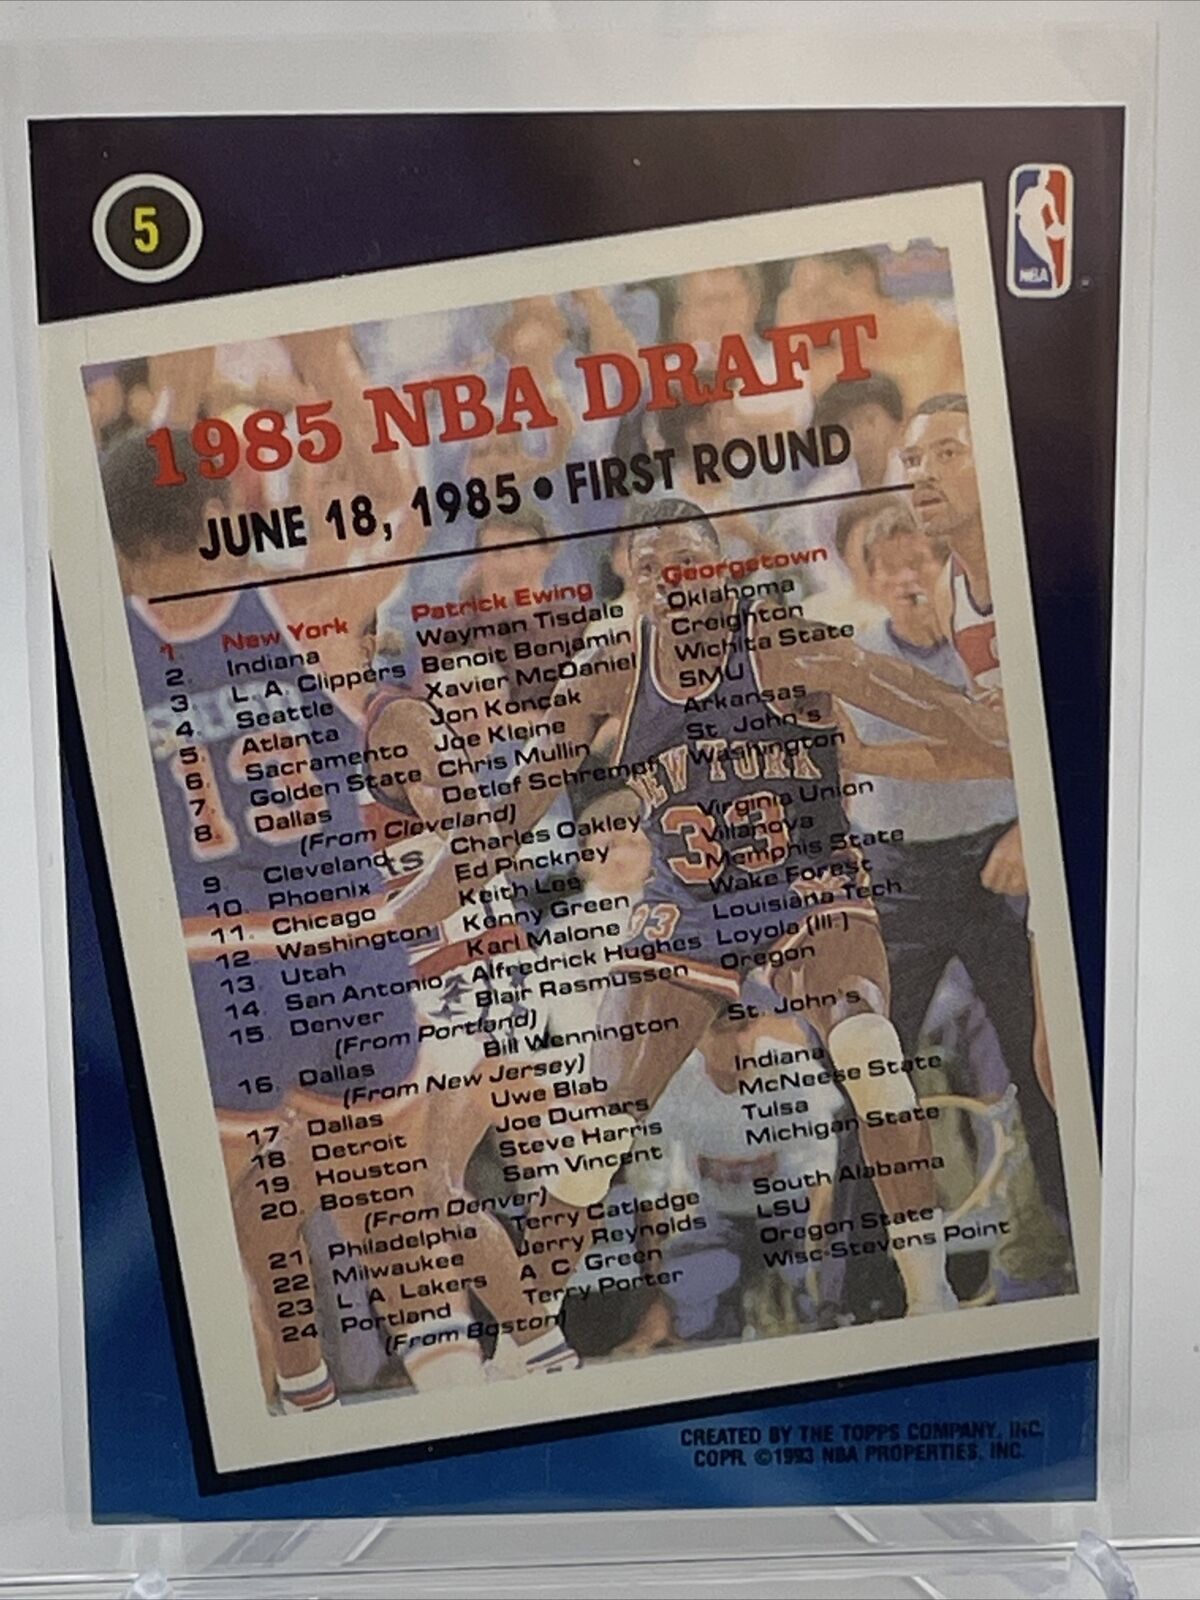 5
NBA
1985 NBA DRAFT
JUNE 18, 1985 • FIRST ROUND
1. New York Patrick Ewing Georgetown
2. Indiana Wayman Tisdale Oklahoma
3. L. A. Clippers Benoit Benjamin Creighton
4. Seattle Xavier McDaniel Wichita State
5. Atlanta Jon Koncak SMU
6. Sacramento Joe Kleine Arkansas
7. Golden State Chris Mullin St. John's
8. Dallas Detlef Schrempf Washington
(From Cleveland)
9. Cleveland Charles Oakley Virginia Union
10. Phoenix Ed Pinckney Villanova
11. Chicago Keith Lee Memphis State
12. Washington Kenny Green Wake Forest
13. Utah Karl Malone Louisiana Tech
14. San Antonio Alfredrick Hughes Loyola (Ill.)
15. Denver Blair Rasmussen Oregon
(From Portland)
16. Dallas Bill Wennington St. John's
(From New Jersey)
17. Dallas Uwe Blab Indiana
18. Detroit Joe Dumars McNeese State
19. Houston Steve Harris Tulsa
20. Boston Sam Vincent Michigan State
(From Denver)
21. Philadelphia Terry Catledge South Alabama
22. Milwaukee Jerry Reynolds LSU
23. L. A. Lakers A. C. Green Oregon State
24. Portland Terry Porter Wisc-Stevens Point
(From Boston)
NEW YORK
33
33
CREATED BY THE TOPPS COMPANY, INC.
COPR. ©1993 NBA PROPERTIES, INC.